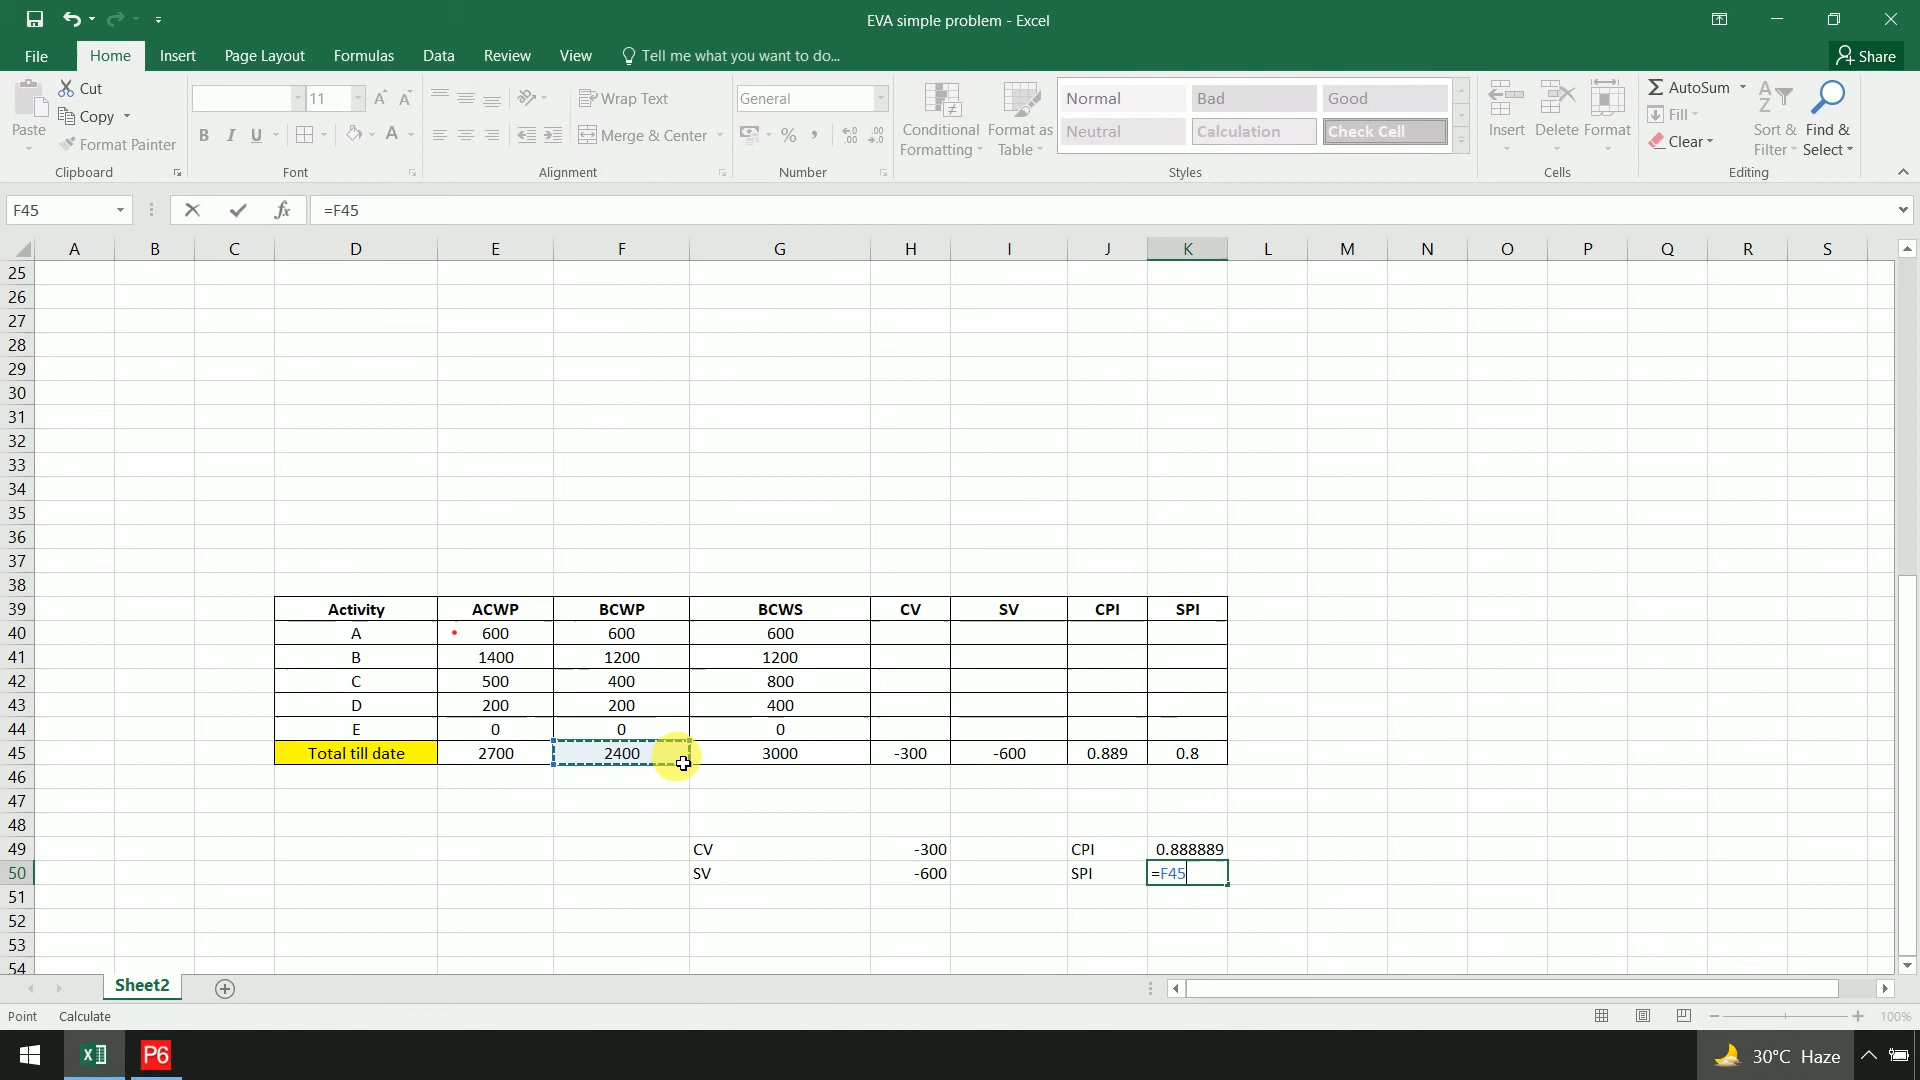 EVA simple problem - Excel
File Home Insert Page Layout Formulas Data Review View Tell me what you want to do... Share
Paste Cut Copy Format Painter Clipboard
11 B I U A Font
Wrap Text Merge & Center Alignment
General % , Number
Conditional Formatting Format as Table
Normal Bad Good
Neutral Calculation Check Cell
Styles
Insert Delete Format Cells
AutoSum Fill Clear Sort & Filter Find & Select Editing
F45 fx =F45
A B C D E F G H I J K L M N O P Q R S
25
26
27
28
29
30
31
32
33
34
35
36
37
38
39 Activity ACWP BCWP BCWS CV SV CPI SPI
40 A 600 600 600
41 B 1400 1200 1200
42 C 500 400 800
43 D 200 200 400
44 E 0 0 0
45 Total till date 2700 2400 3000 -300 -600 0.889 0.8
46
47
48
49 CV -300 CPI 0.888889
50 SV -600 SPI =F45
51
52
53
54
Sheet2
Point Calculate 100%
P6 30°C Haze